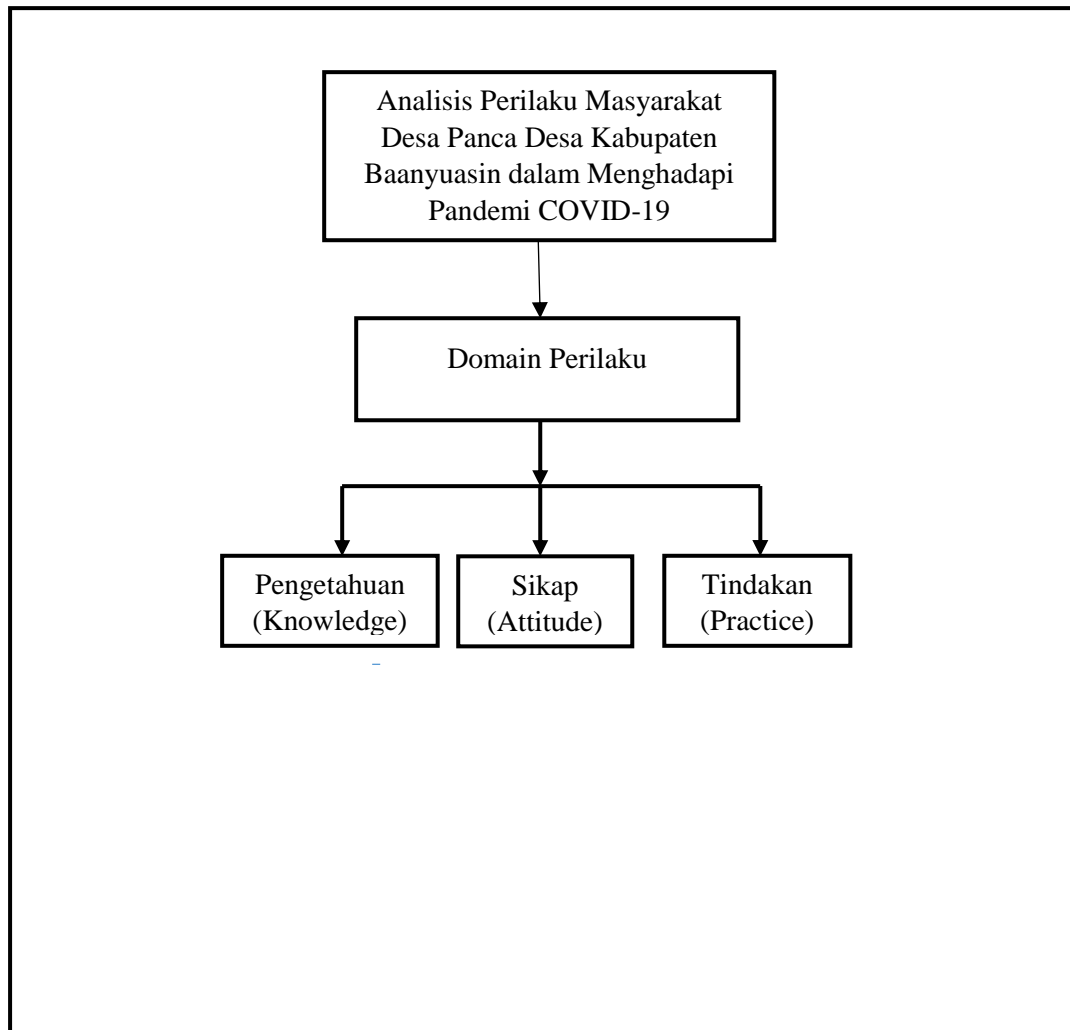 Analisis Perilaku Masyarakat
Desa Panca Desa Kabupaten
Baanyuasin dalam Menghadapi
Pandemi COVID-19
Domain Perilaku
Pengetahuan
(Knowledge)
Sikap
(Attitude)
Tindakan
(Practice)